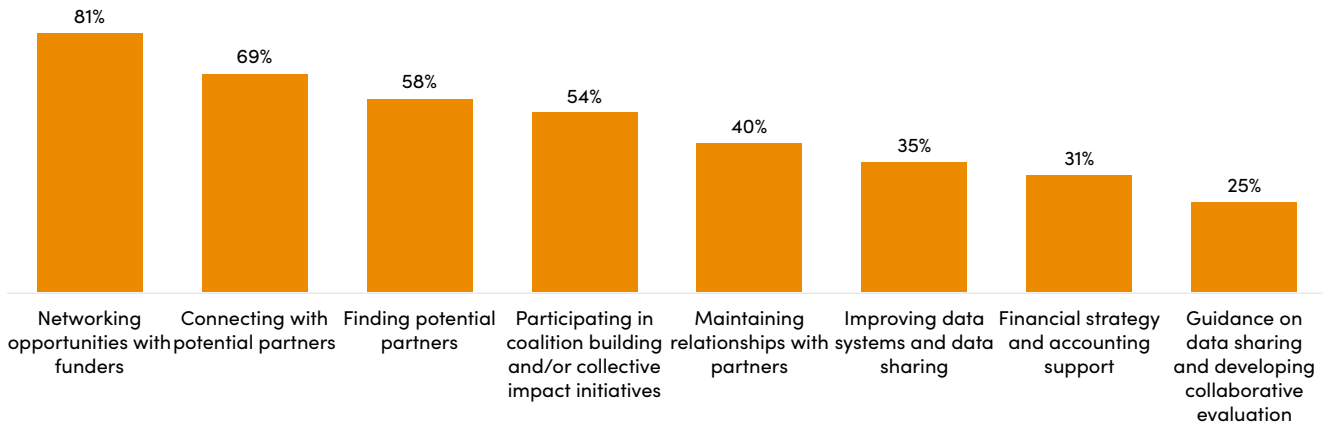 81%
69%
58%
54%
40%
35%
31%
25%
Networking
opportunities with
funders
Connecting with
potential partners
Finding potential
partners
Participating in
coalition building
and/or collective
impact initiatives
Maintaining
relationships with
partners
Improving data
systems and data
sharing
Financial strategy
and accounting
support
Guidance on
data sharing
and developing
collaborative
evaluation